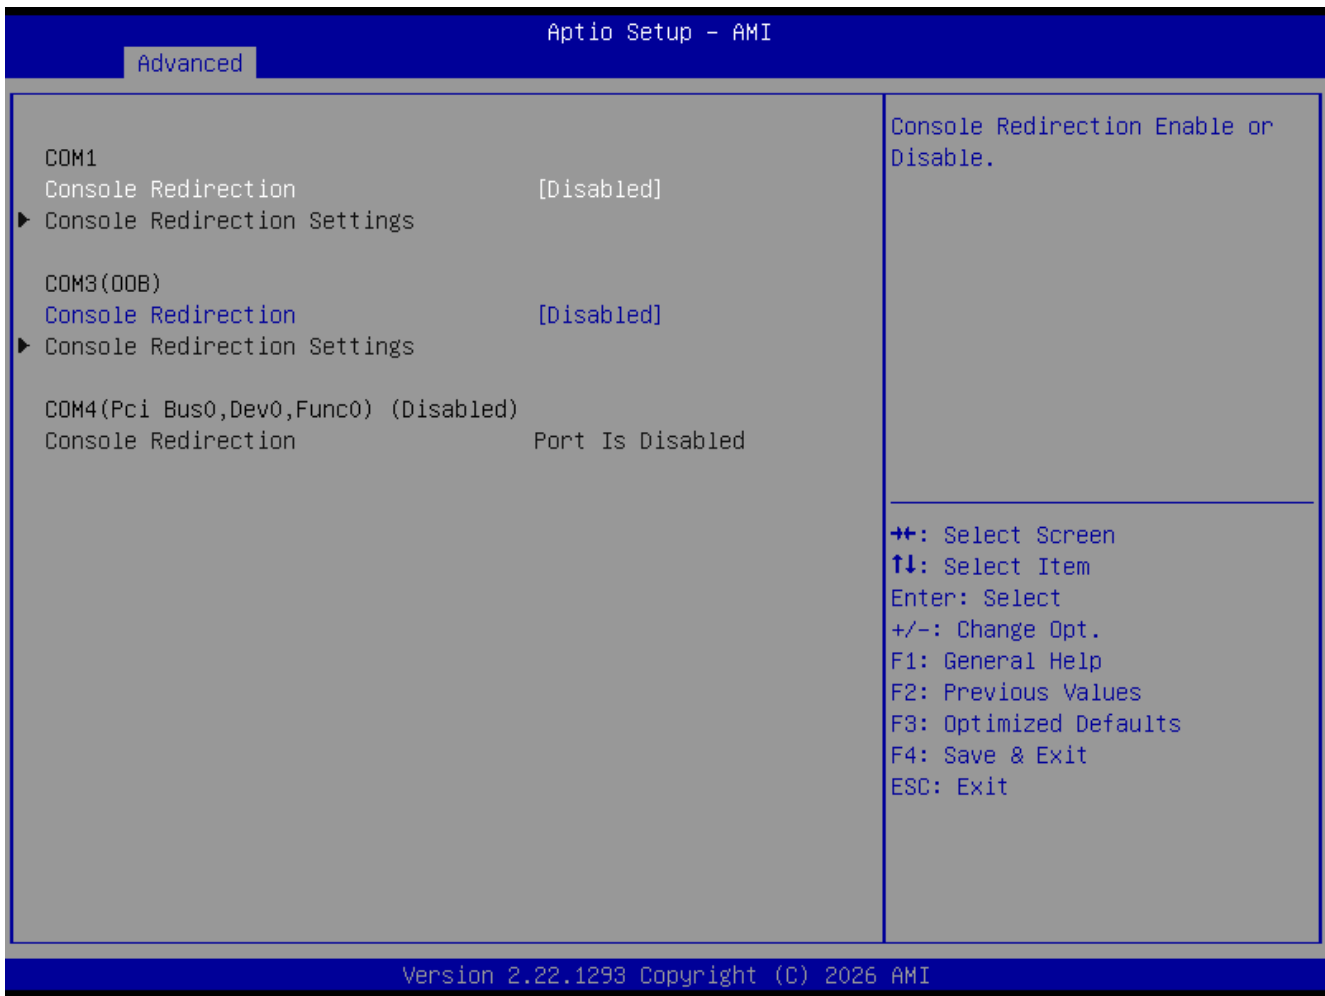 Aptio Setup – AMI
Advanced
COM1
Console Redirection [Disabled]
Console Redirection Settings
COM3(OOB)
Console Redirection [Disabled]
Console Redirection Settings
COM4(Pci Bus0,Dev0,Func0) (Disabled)
Console Redirection Port Is Disabled
Console Redirection Enable or
Disable.
→←: Select Screen
↑↓: Select Item
Enter: Select
+/-: Change Opt.
F1: General Help
F2: Previous Values
F3: Optimized Defaults
F4: Save & Exit
ESC: Exit
Version 2.22.1293 Copyright (C) 2026 AMI